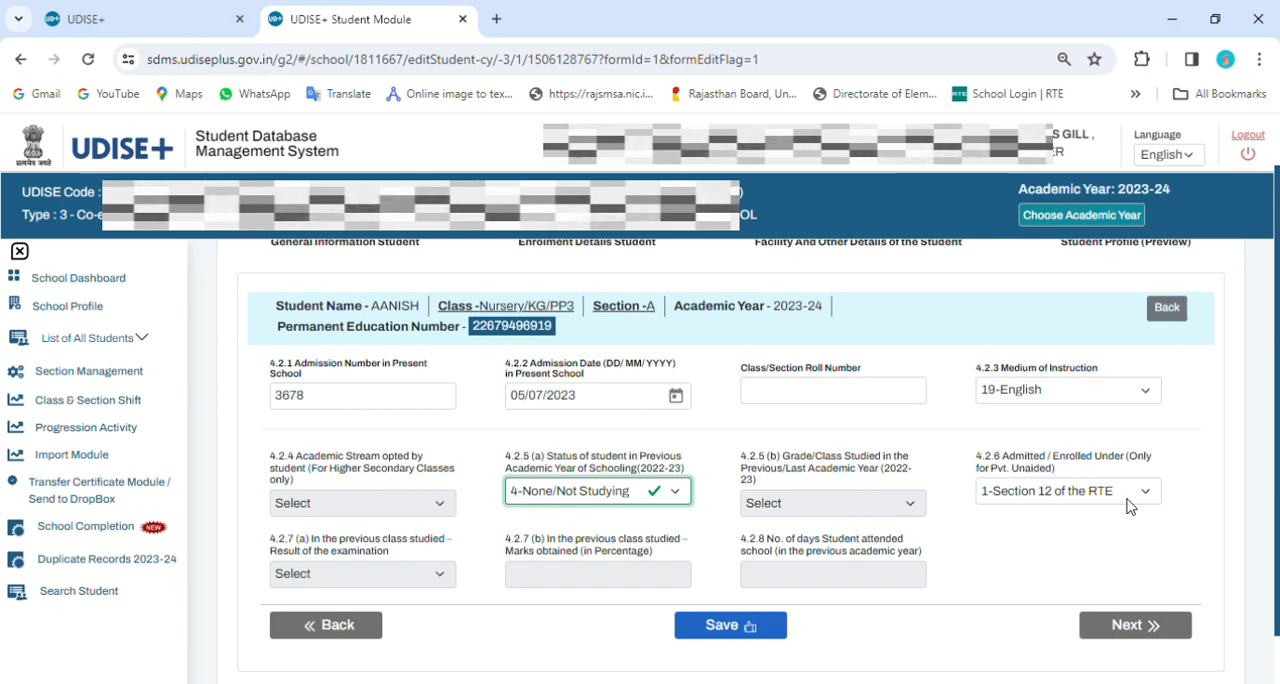 UDISE+
UDISE+ Student Module
sdms.udiseplus.gov.in/g2/#/school/1811667/editStudent-cy/-3/1/1506128767?formId=1&formEditFlag=1
Gmail
YouTube
Maps
WhatsApp
Translate
Online image to tex...
https://rajsmsa.nic.i...
Rajasthan Board, Un...
Directorate of Elem...
RTE
School Login | RTE
»
All Bookmarks
सत्यमेव जयते
UDISE+
Student Database
Management System
S GILL ,
:R
Language
English
Logout
UDISE Code :
)
Type : 3 - Co-e
OL
Academic Year: 2023-24
Choose Academic Year
General Information Student
Enrolment Details Student
Facility And Other Details of the Student
Student Profile (Preview)
School Dashboard
School Profile
List of All Students
Section Management
Class & Section Shift
Progression Activity
Import Module
Transfer Certificate Module /
Send to DropBox
School Completion NEW
Duplicate Records 2023-24
Search Student
Student Name - AANISH
Class -Nursery/KG/PP3
Section -A
Academic Year - 2023-24
Back
Permanent Education Number - 22679496919
4.2.1 Admission Number in Present
School
3678
4.2.2 Admission Date (DD/ MM/ YYYY)
in Present School
05/07/2023
Class/Section Roll Number
4.2.3 Medium of Instruction
19-English
4.2.4 Academic Stream opted by
student (For Higher Secondary Classes
only)
Select
4.2.5 (a) Status of student in Previous
Academic Year of Schooling(2022-23)
4-None/Not Studying
4.2.5 (b) Grade/Class Studied in the
Previous/Last Academic Year (2022-
23)
Select
4.2.6 Admitted / Enrolled Under (Only
for Pvt. Unaided)
1-Section 12 of the RTE
4.2.7 (a) In the previous class studied –
Result of the examination
Select
4.2.7 (b) In the previous class studied –
Marks obtained (in Percentage)
4.2.8 No. of days Student attended
school (in the previous academic year)
« Back
Save
Next »